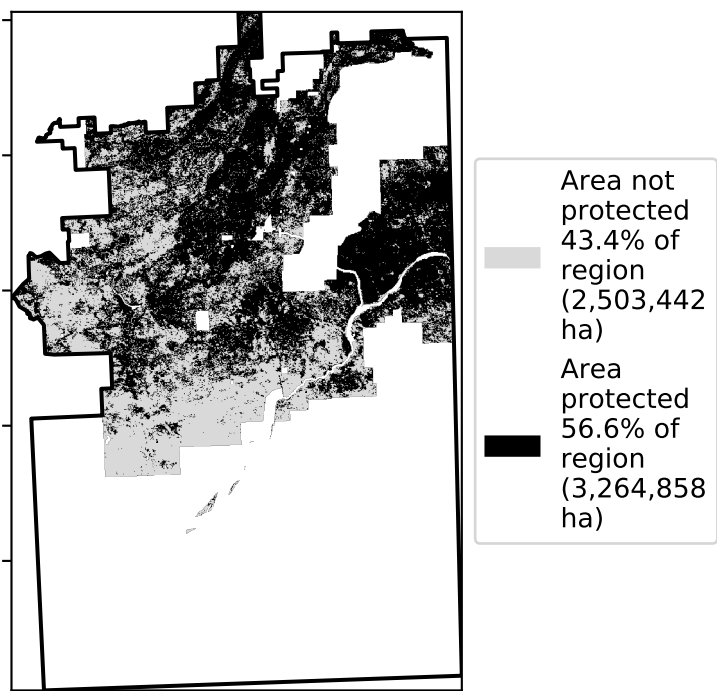 Area not
protected
43.4% of
region
(2,503,442
ha)
Area
protected
56.6% of
region
(3,264,858
ha)